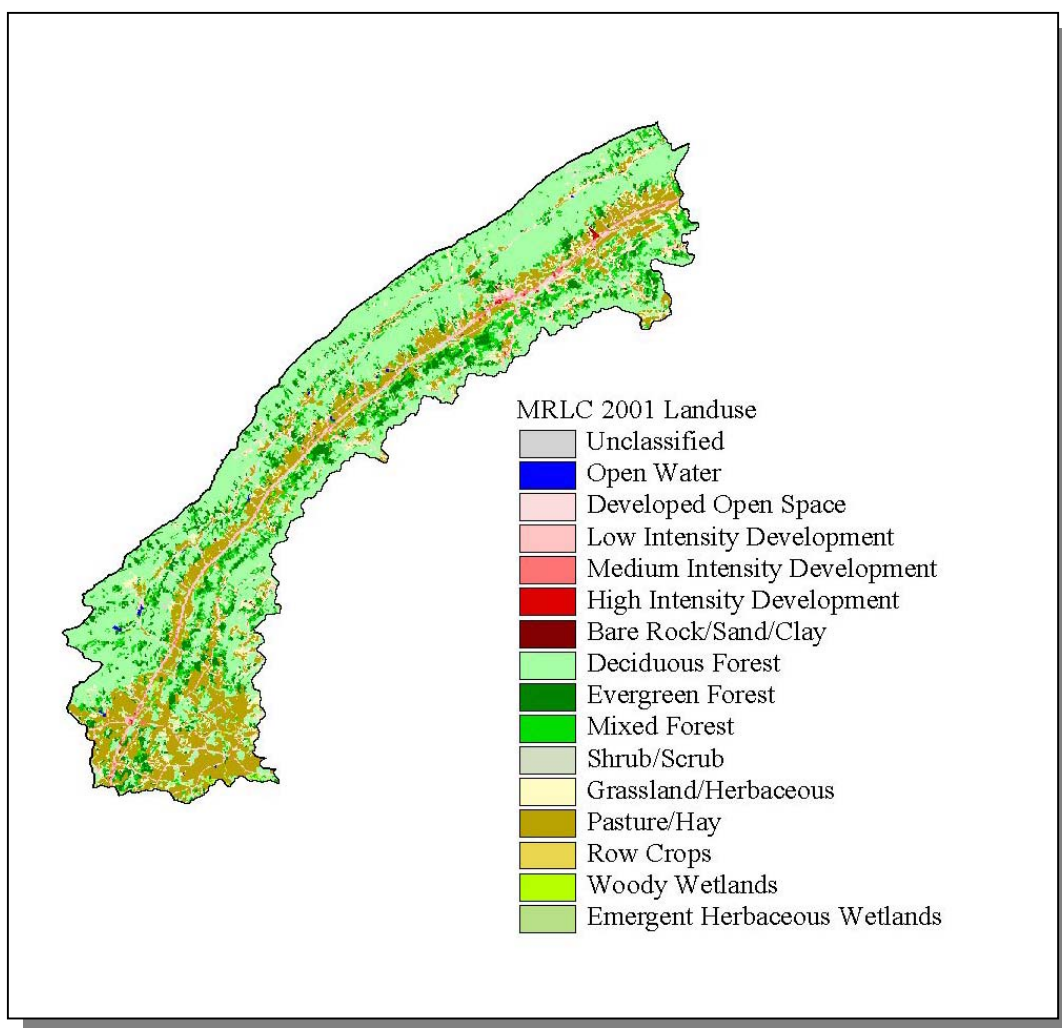 MRLC 2001 Landuse
Unclassified
Open Water
Developed Open Space
Low Intensity Development
Medium Intensity Development
High Intensity Development
Bare Rock/Sand/Clay
Deciduous Forest
Evergreen Forest
Mixed Forest
Shrub/Scrub
Grassland/Herbaceous
Pasture/Hay
Row Crops
Woody Wetlands
Emergent Herbaceous Wetlands